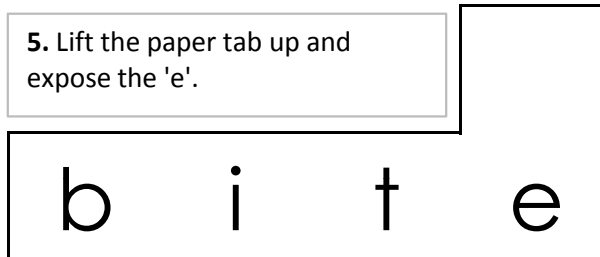 5. Lift the paper tab up and
expose the 'e'.
b i t e